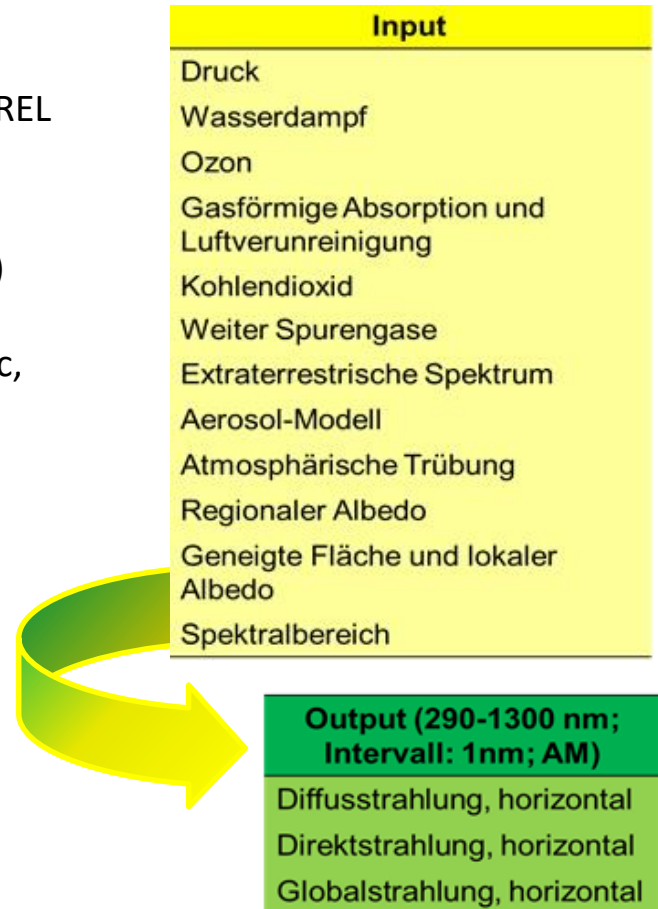 REL
)
c,
Input
Druck
Wasserdampf
Ozon
Gasförmige Absorption und
Luftverunreinigung
Kohlendioxid
Weiter Spurengase
Extraterrestrische Spektrum
Aerosol-Modell
Atmosphärische Trübung
Regionaler Albedo
Geneigte Fläche und lokaler
Albedo
Spektralbereich
Output (290-1300 nm;
Intervall: 1nm; AM)
Diffusstrahlung, horizontal
Direktstrahlung, horizontal
Globalstrahlung, horizontal